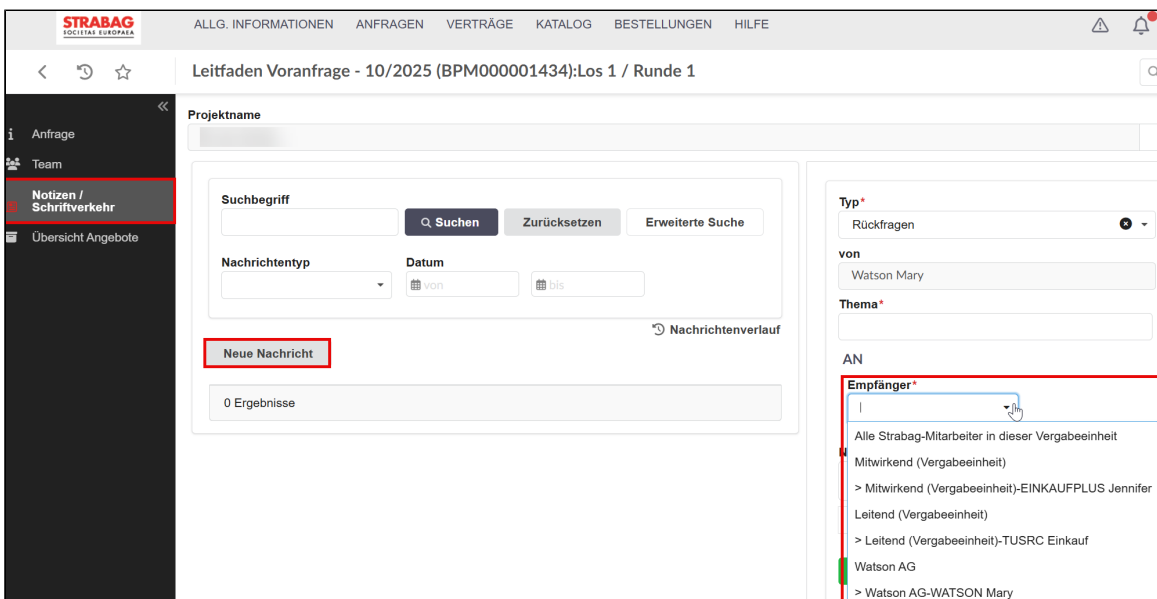 STRABAG
SOCIETAS EUROPAEA
ALLG. INFORMATIONEN ANFRAGEN VERTRÄGE KATALOG BESTELLUNGEN HILFE
Leitfaden Voranfrage - 10/2025 (BPM000001434):Los 1 / Runde 1
Anfrage
Team
Notizen /
Schriftverkehr
Übersicht Angebote
Projektname
Suchbegriff
Suchen Zurücksetzen Erweiterte Suche
Nachrichtentyp Datum
von bis
Nachrichtenverlauf
Neue Nachricht
0 Ergebnisse
Typ*
Rückfragen
von
Watson Mary
Thema*
AN
Empfänger*
Alle Strabag-Mitarbeiter in dieser Vergabeeinheit
Mitwirkend (Vergabeeinheit)
> Mitwirkend (Vergabeeinheit)-EINKAUFPLUS Jennifer
Leitend (Vergabeeinheit)
> Leitend (Vergabeeinheit)-TUSRC Einkauf
Watson AG
> Watson AG-WATSON Mary